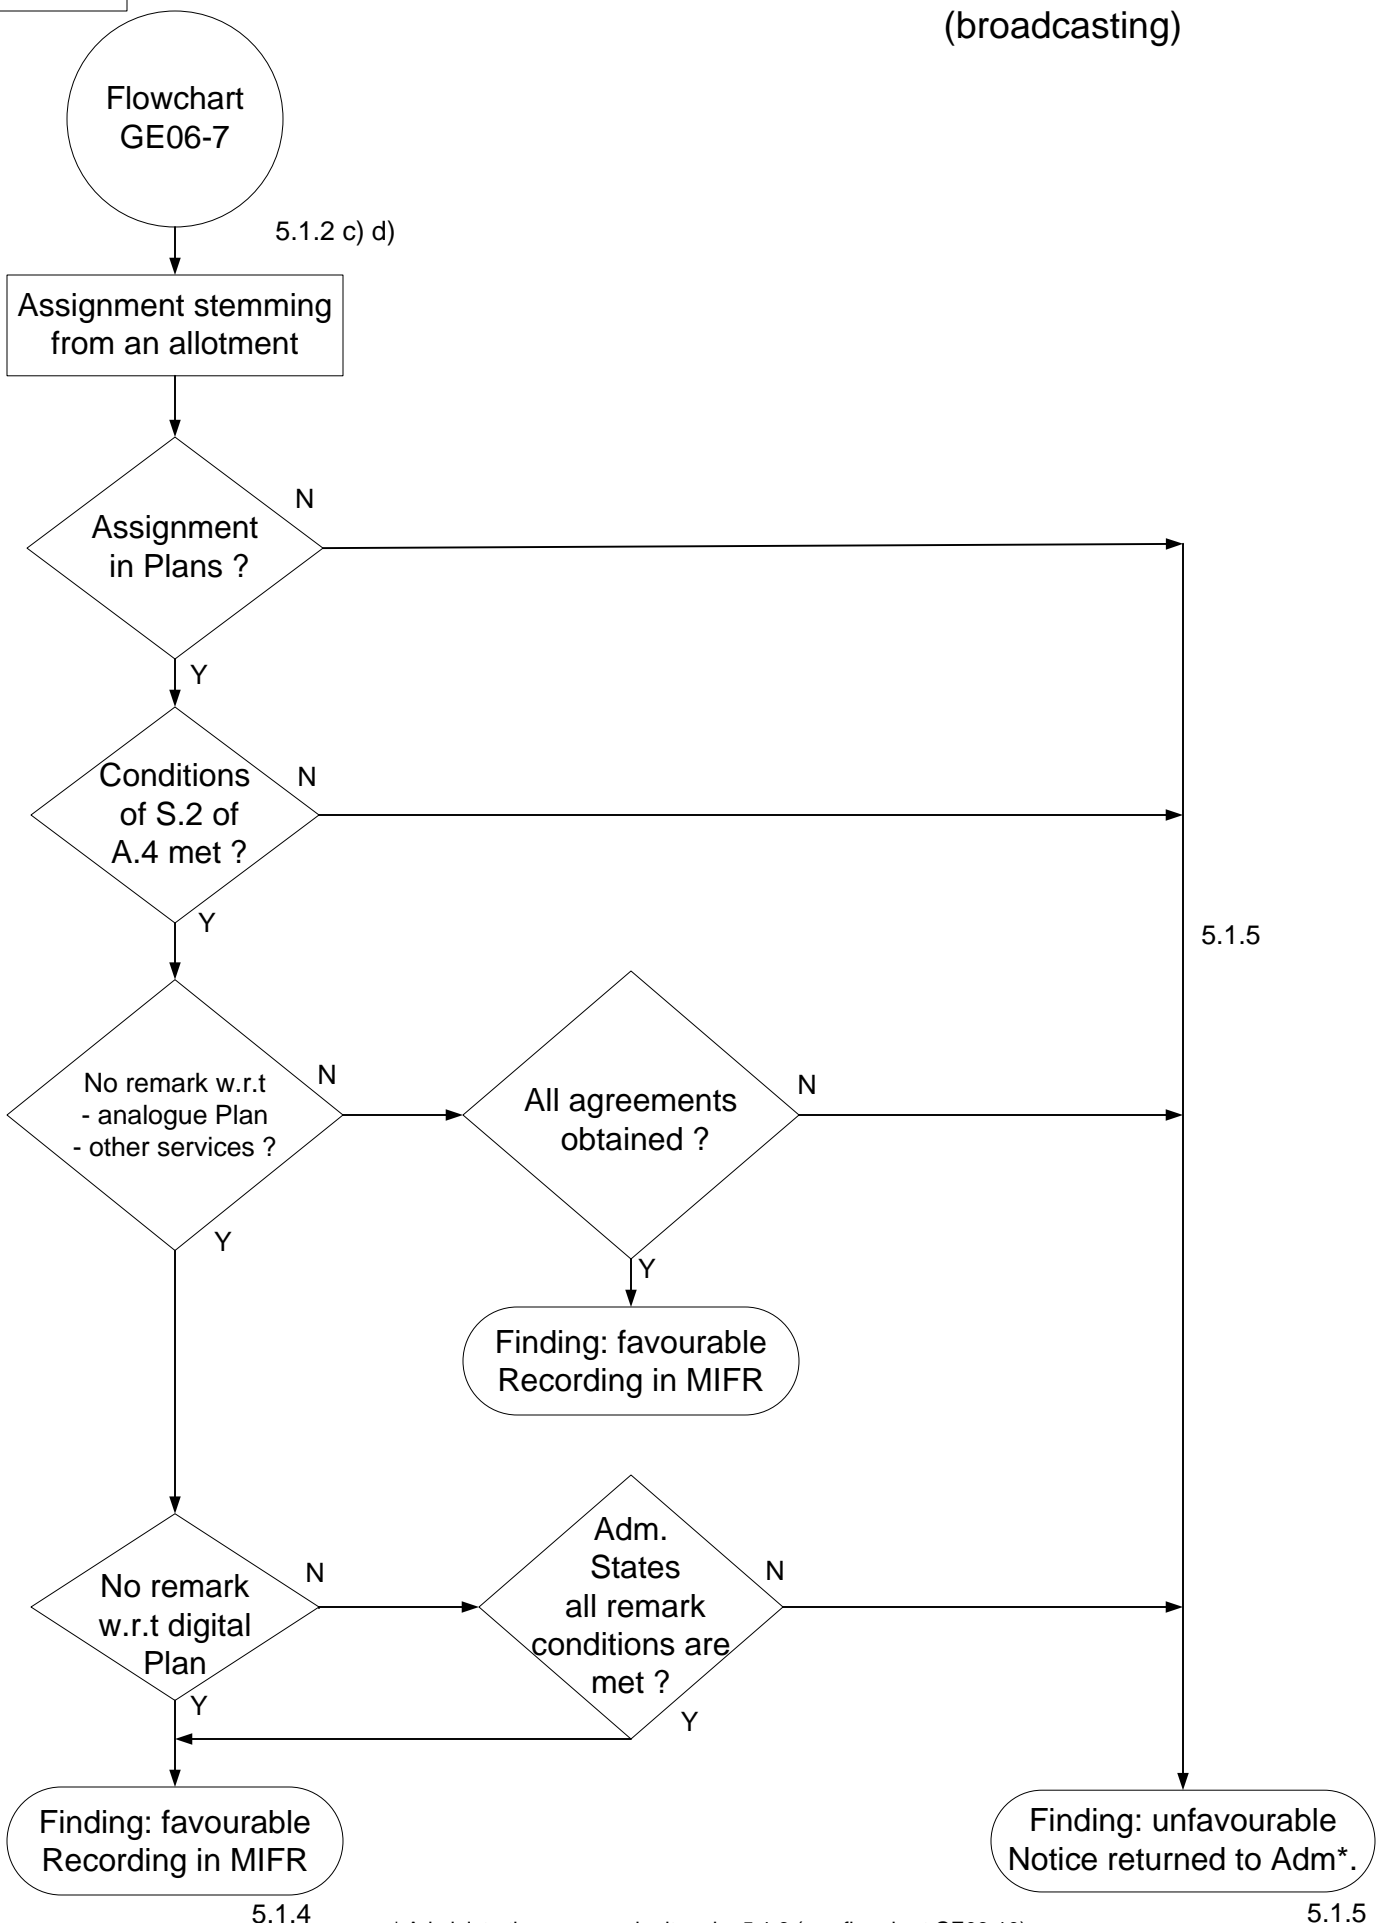 (broadcasting)
Flowchart
GE06-7
5.1.2 c) d)
Assignment stemming
from an allotment
N
Assignment
in Plans ?
Y
N
Conditions
of S.2 of
A.4 met ?
Y
5.1.5
N
No remark w.r.t
- analogue Plan
- other services ?
Y
N
All agreements
obtained ?
Y
Finding: favourable
Recording in MIFR
N
No remark
w.r.t digital
Plan
Y
N
Adm.
States
all remark
conditions are
met ?
Y
Finding: favourable
Recording in MIFR
5.1.4
Finding: unfavourable
Notice returned to Adm*.
5.1.5